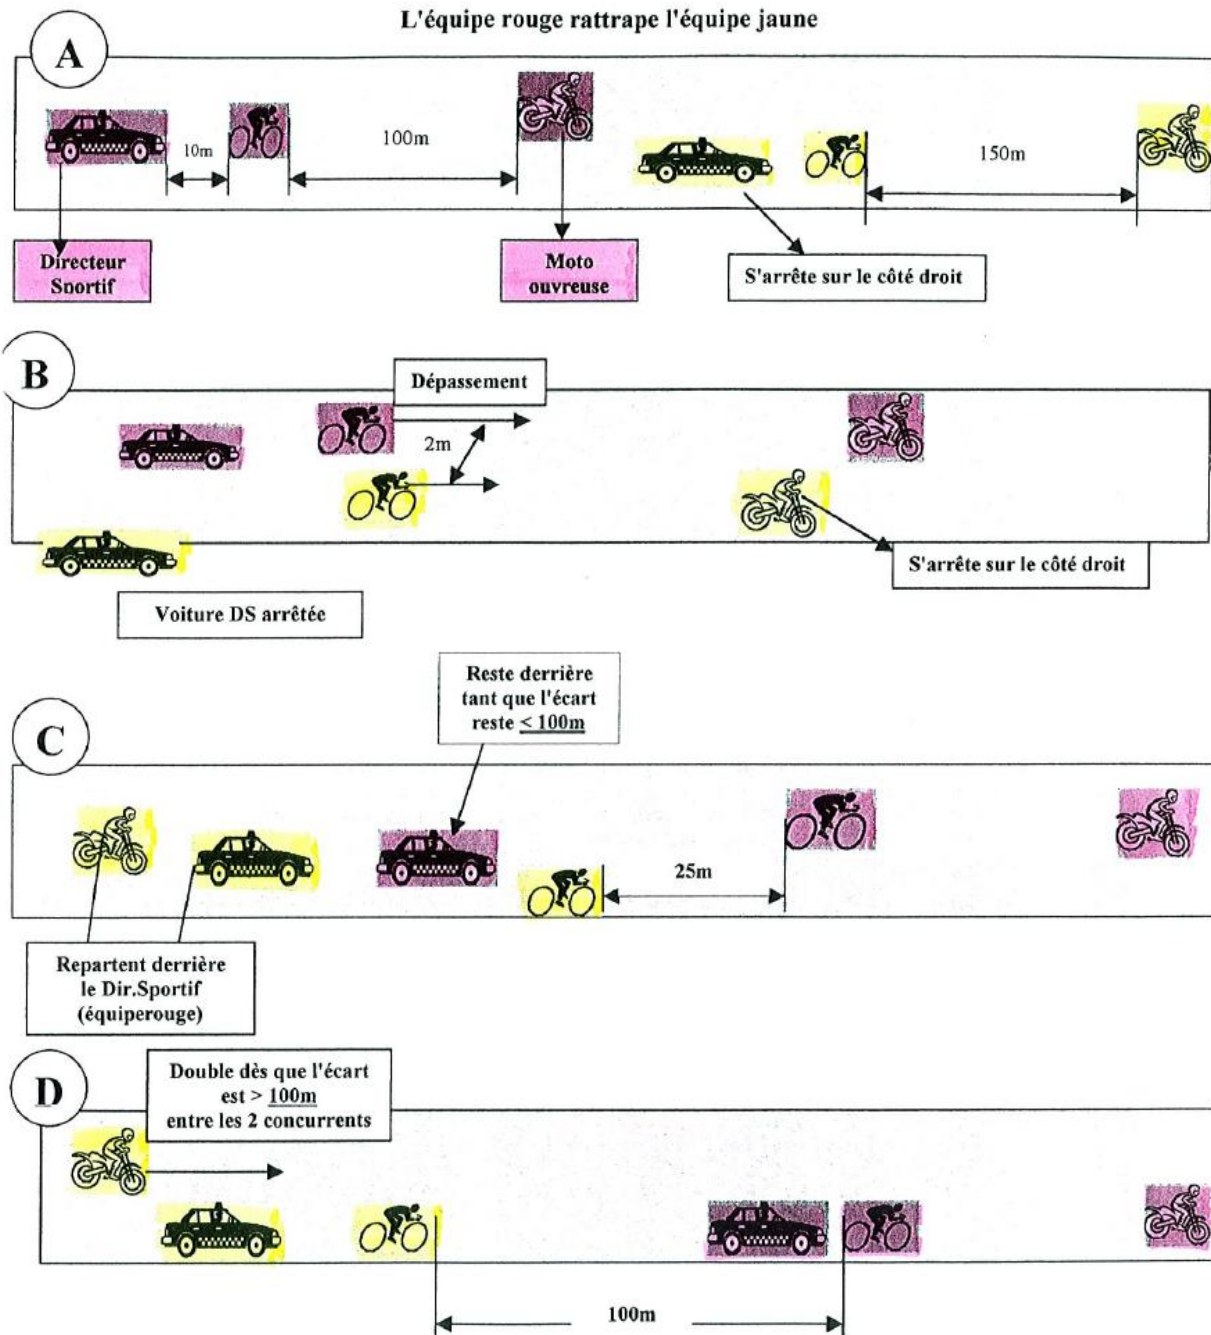 L'équipe rouge rattrape l'équipe jaune
A
10m
100m
150m
Directeur
Sportif
Moto
ouvreuse
S'arrête sur le côté droit
B
Dépassement
2m
S'arrête sur le côté droit
Voiture DS arrêtée
Reste derrière
tant que l'écart
reste < 100m
C
25m
Repartent derrière
le Dir.Sportif
(équiperouge)
D
Double dès que l'écart
est > 100m
entre les 2 concurrents
100m